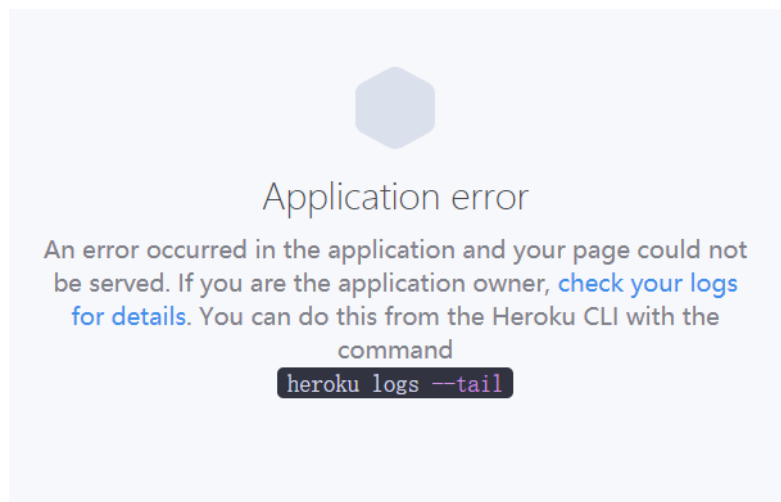 Application error
An error occurred in the application and your page could not
be served. If you are the application owner, check your logs
for details. You can do this from the Heroku CLI with the
command
heroku logs --tail